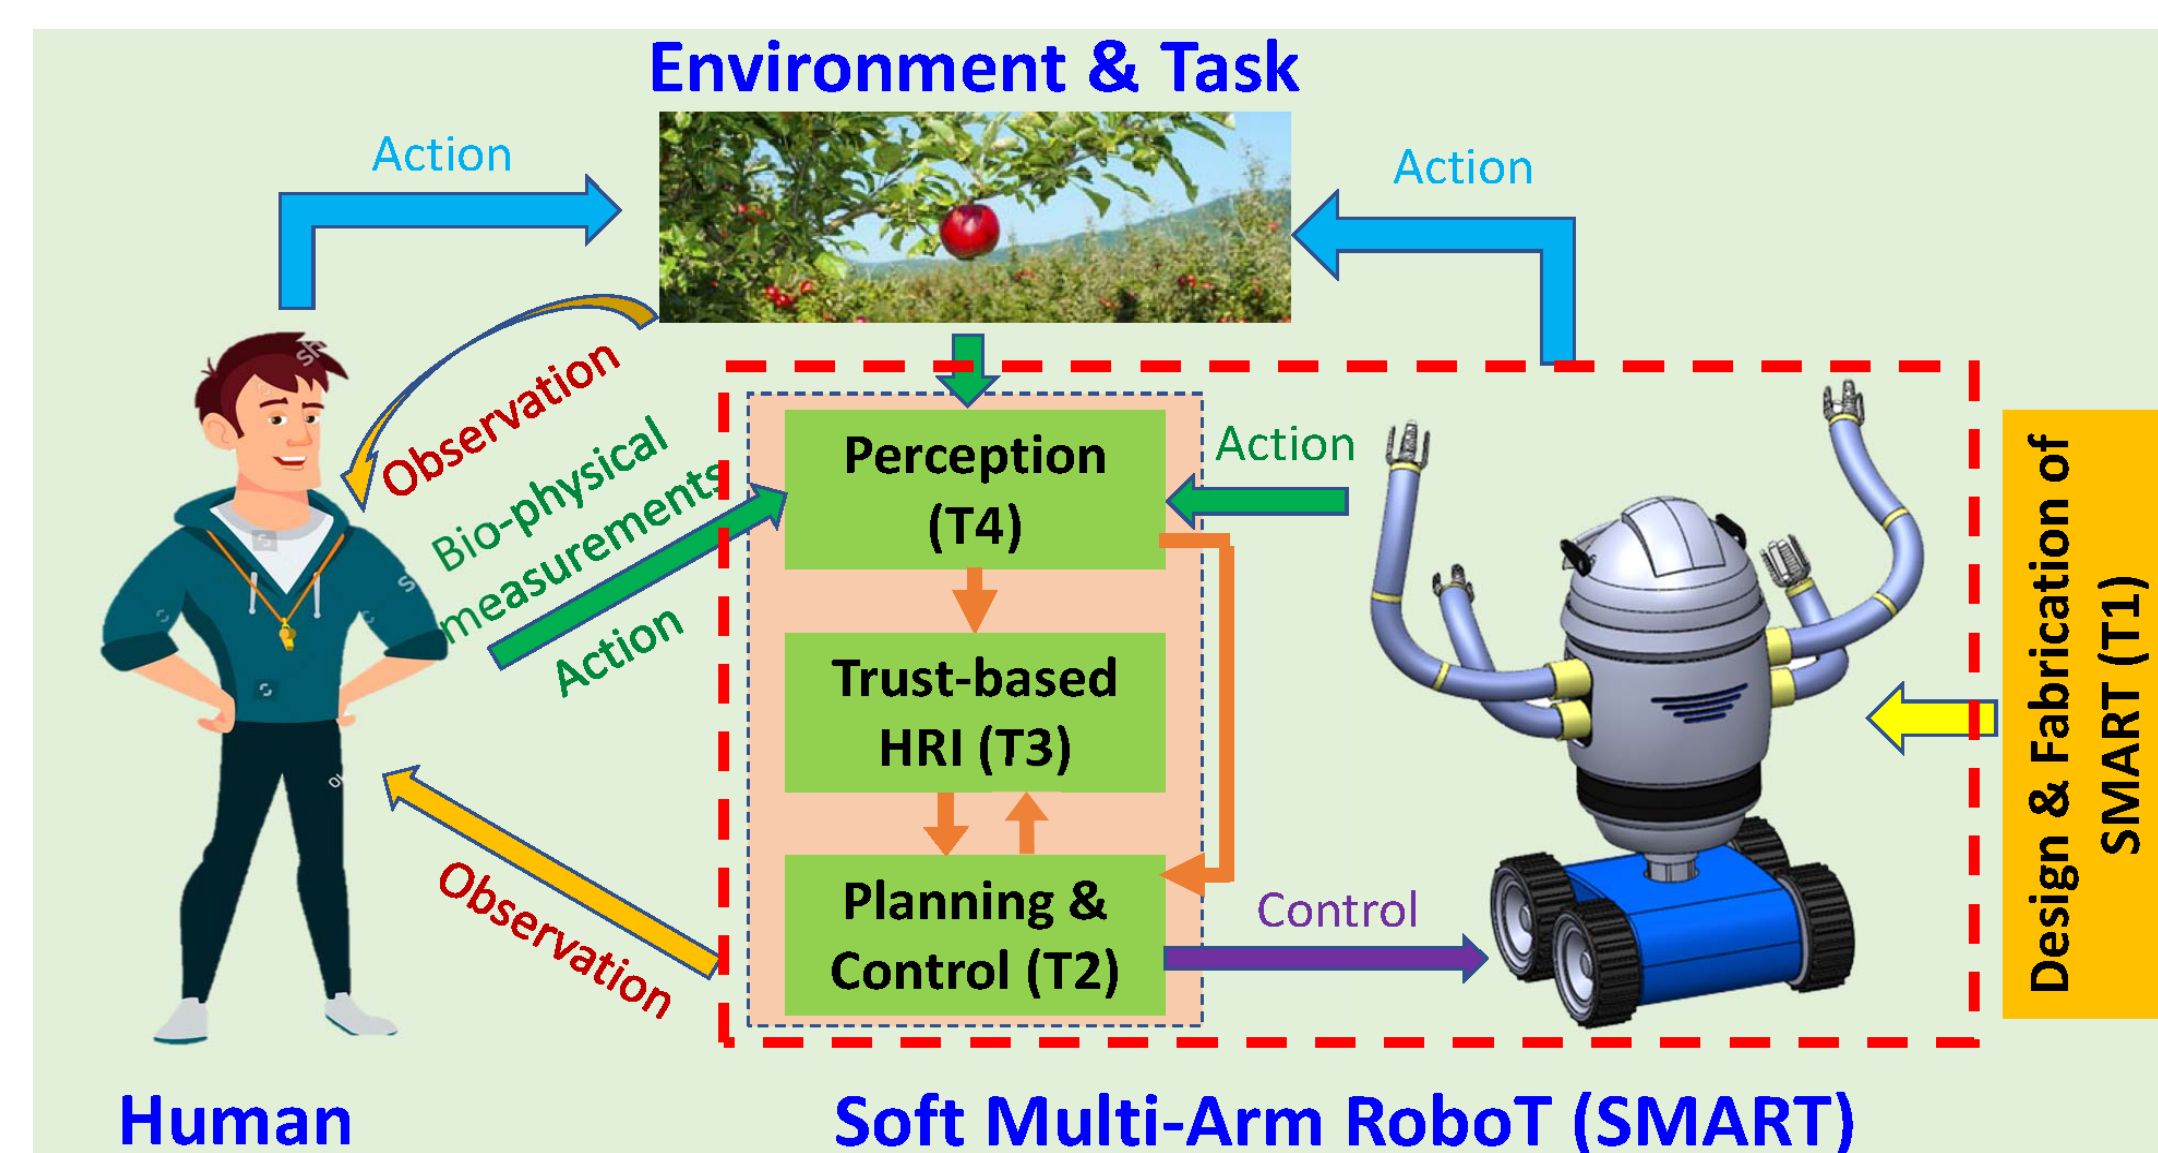 Environment & Task
Action
Action
Observation
Bio-physical
measurements
Action
Perception
(T4)
Action
Trust-based
HRI (T3)
Planning &
Control (T2)
Control
Observation
Design & Fabrication of
SMART (T1)
Human
Soft Multi-Arm RoboT (SMART)